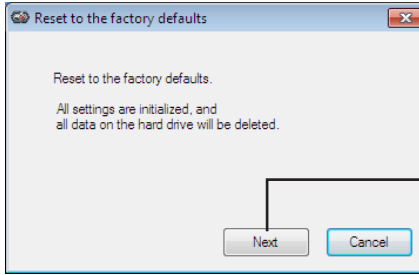 Reset to the factory defaults
Reset to the factory defaults.
All settings are initialized, and
all data on the hard drive will be deleted.
Next
Cancel